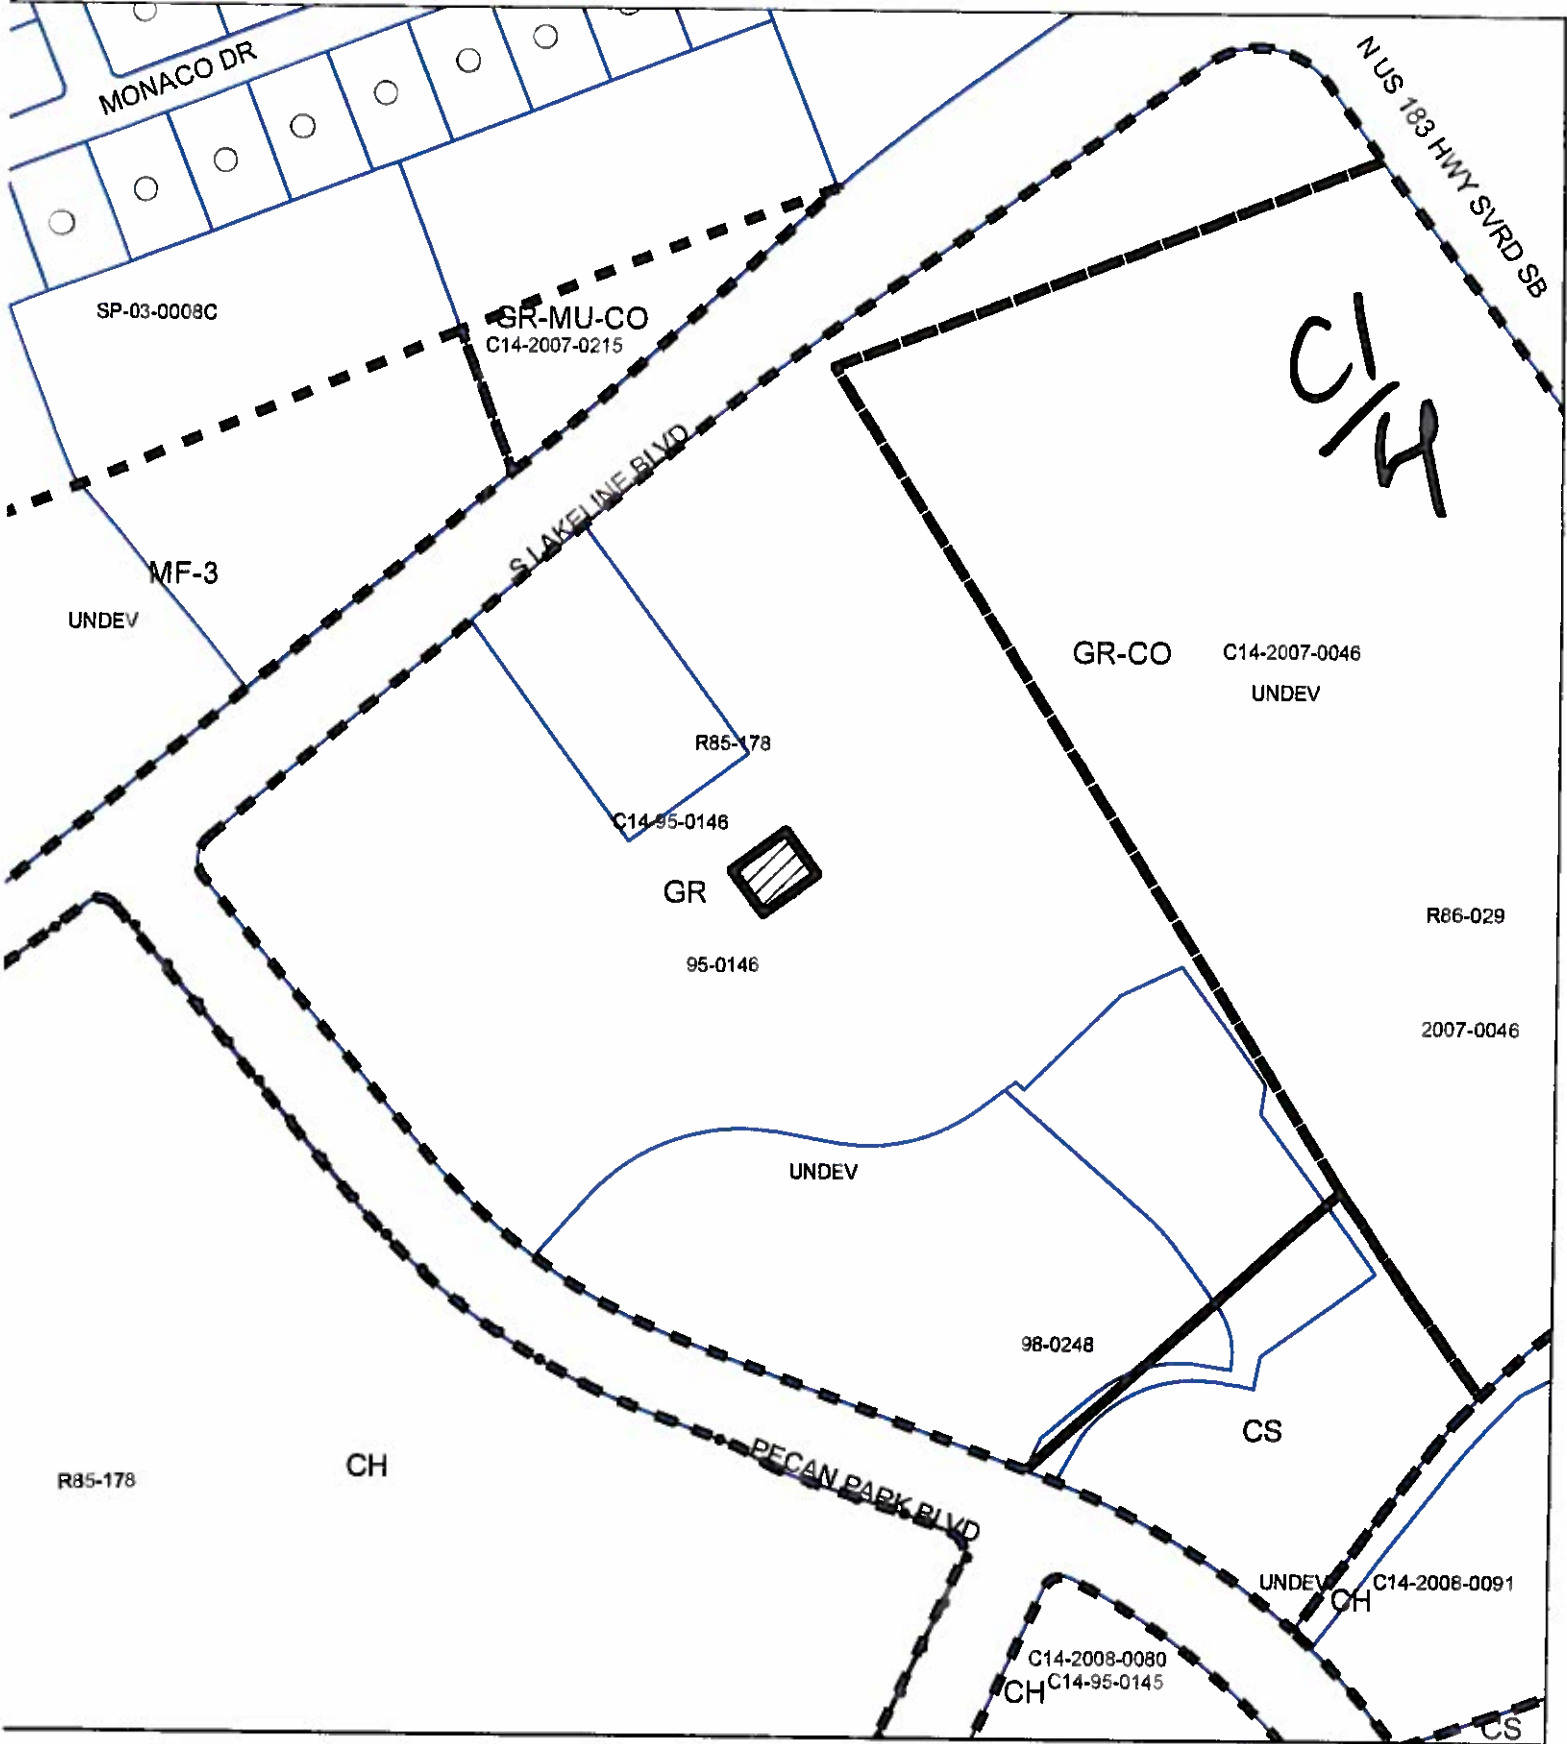 MONACO DR
N US 183 HWY SVRD SB
SP-03-0008C
GR-MU-CO
C14-2007-0215
C1/4
S LAKELINE BLVD
MF-3
UNDEV
GR-CO
C14-2007-0046
UNDEV
R85-178
C14-95-0146
GR
R86-029
95-0146
2007-0046
UNDEV
98-0248
CS
PECAN PARK BLVD
CH
R85-178
UNDEV
CH
C14-2008-0091
C14-2008-0080
CH
C14-95-0145
CS